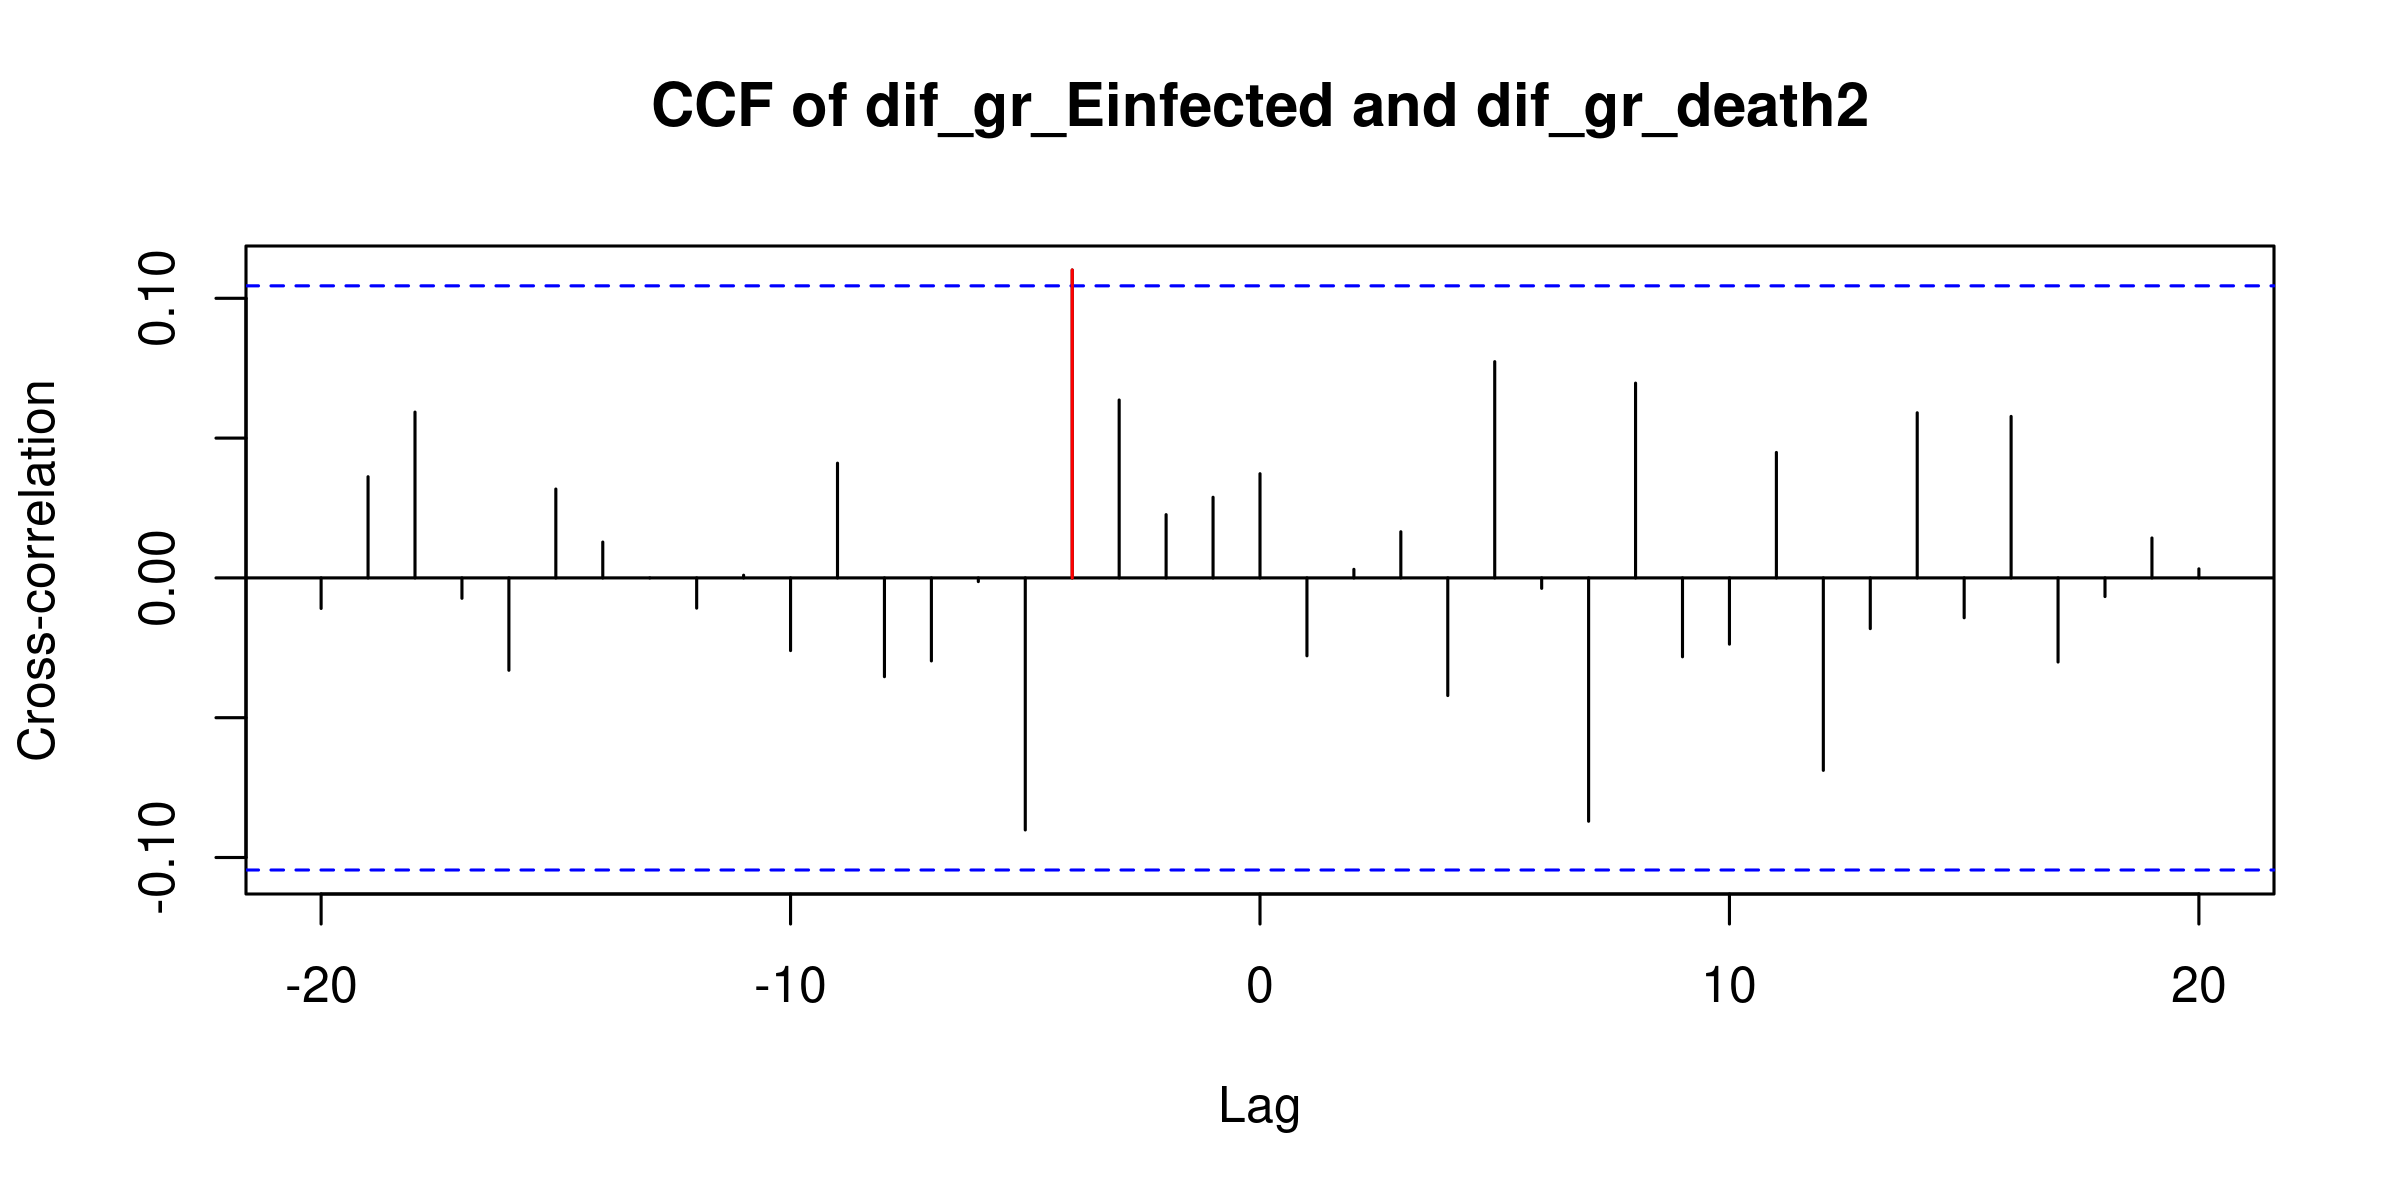 CCF of dif_gr_Einfected and dif_gr_death2
Cross-correlation
0.10
0.00
-0.10
-20 -10 0 10 20
Lag